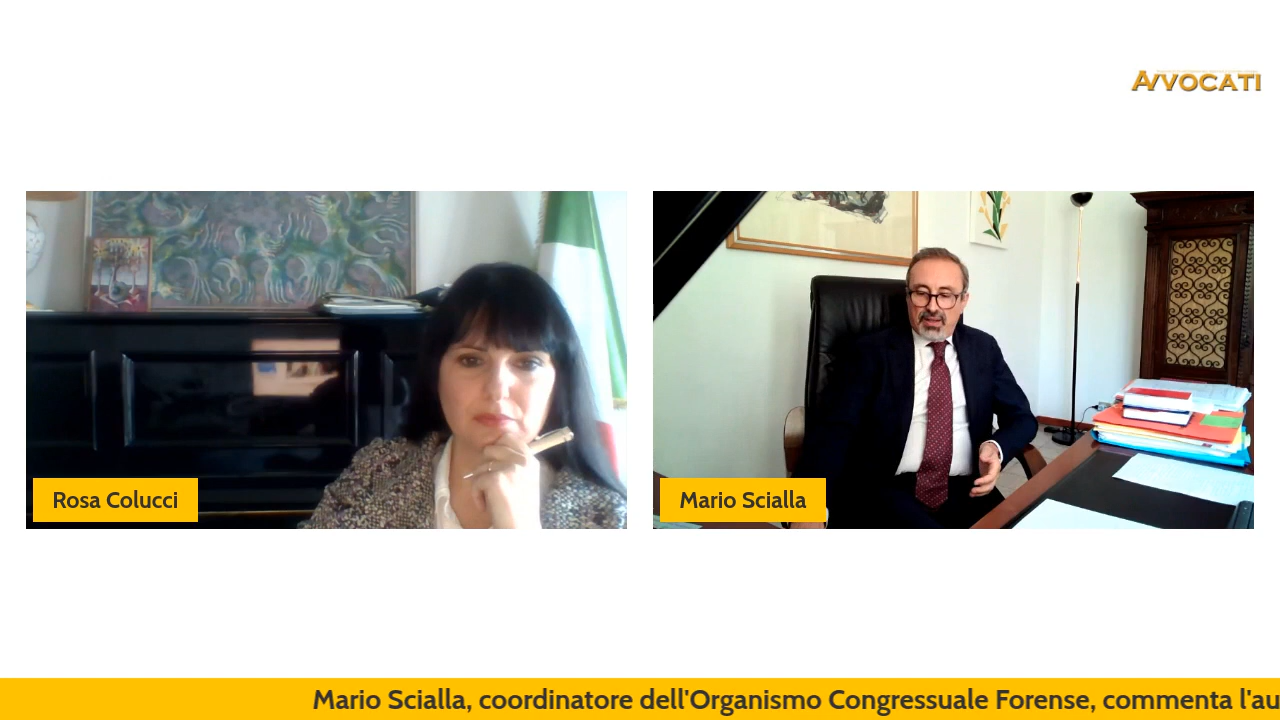 AVVOCATI
Rosa Colucci
Mario Scialla
Mario Scialla, coordinatore dell'Organismo Congressuale Forense, commenta l'au